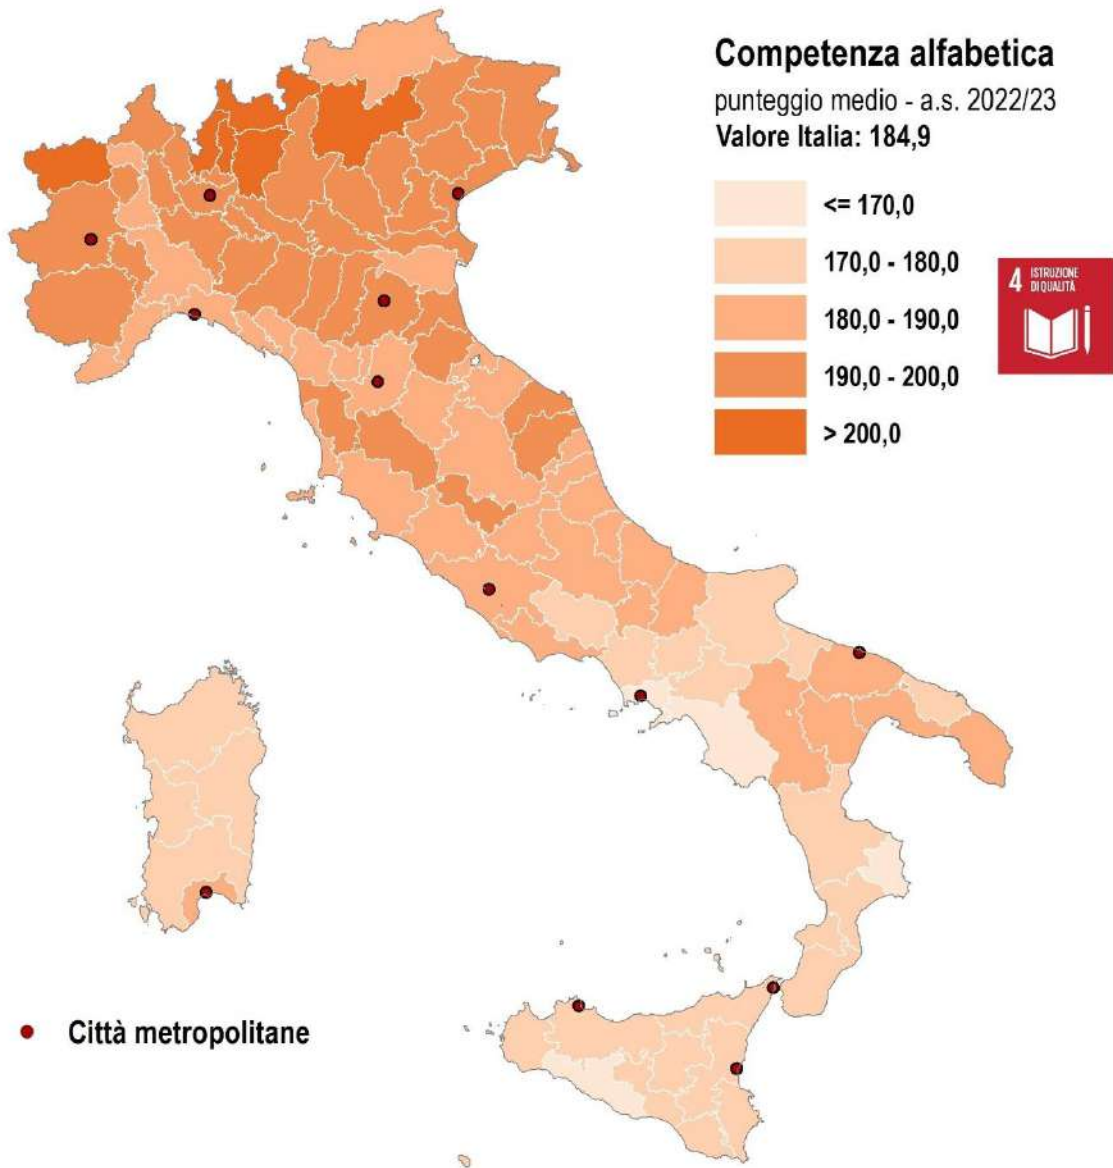 Competenza alfabetica
punteggio medio - a.s. 2022/23
Valore Italia: 184,9
<= 170,0
170,0 - 180,0
180,0 - 190,0
190,0 - 200,0
> 200,0
4 ISTRUZIONE
DI QUALITÀ
Città metropolitane